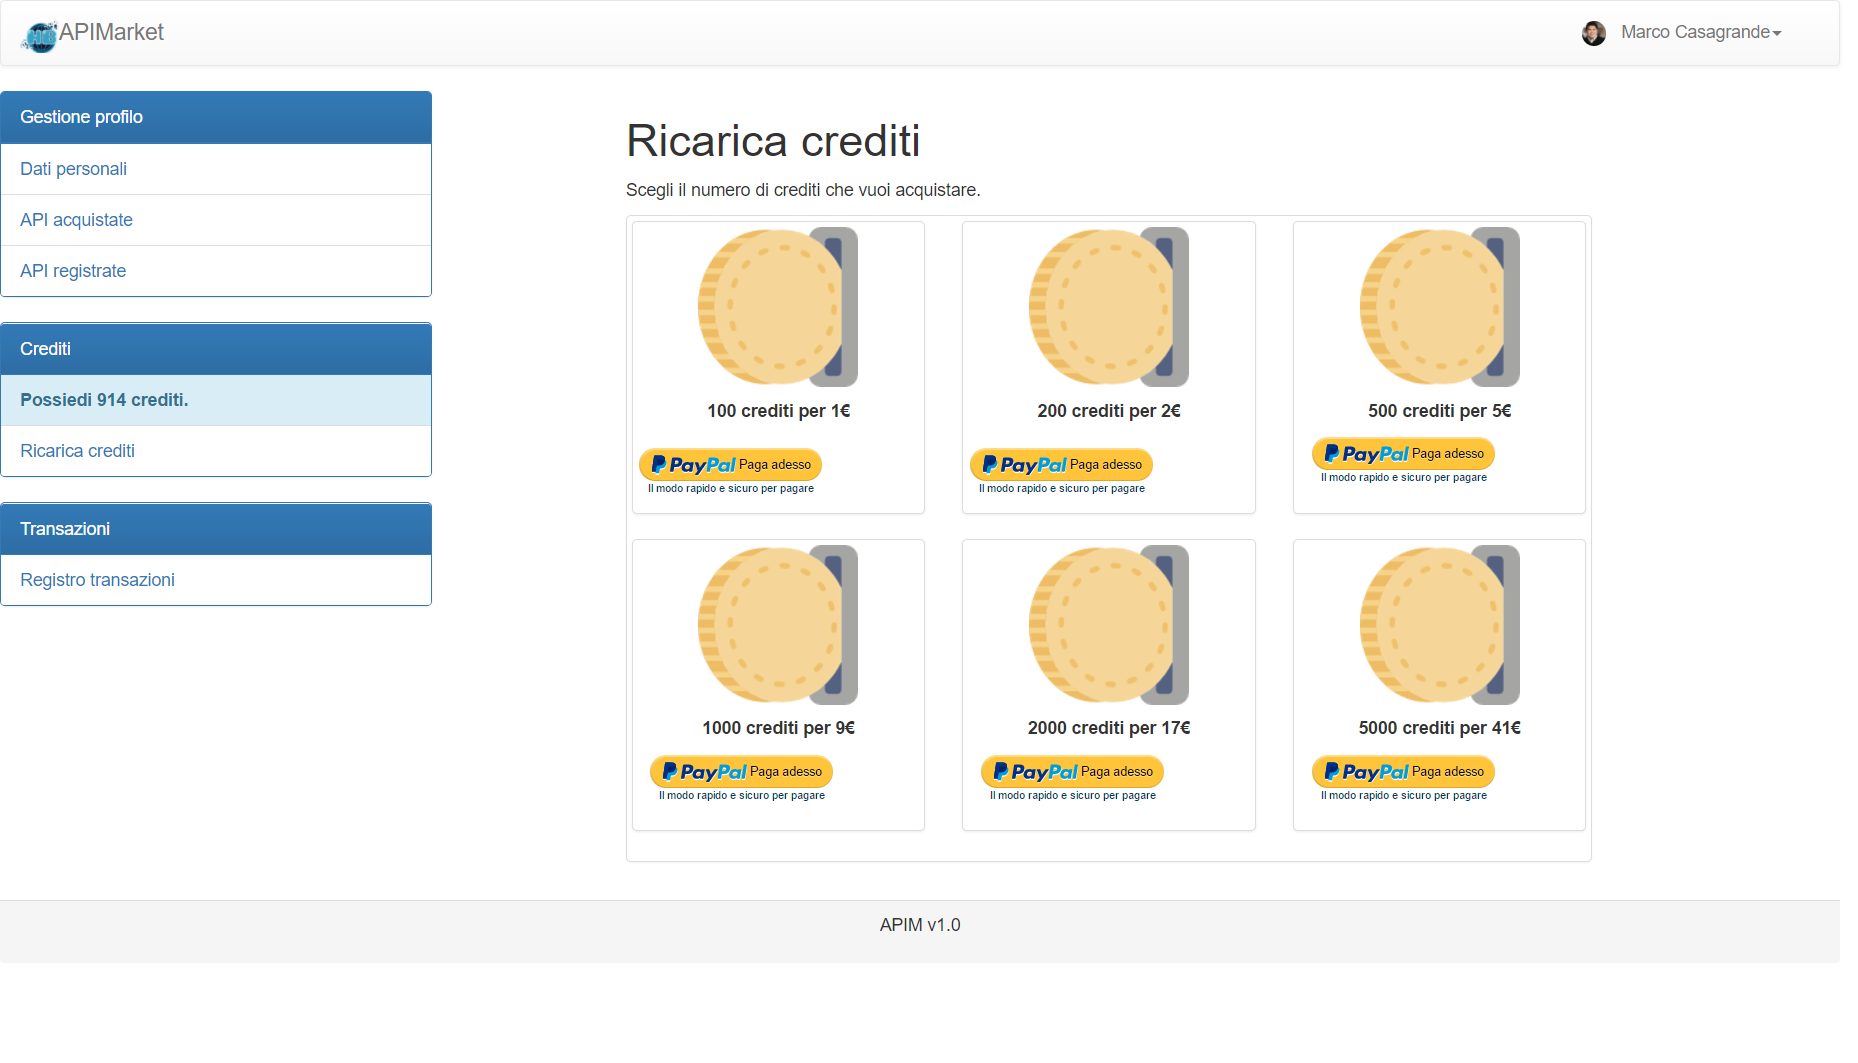 HB APIMarket
Marco Casagrande
Gestione profilo
Dati personali
API acquistate
API registrate
Crediti
Possiedi 914 crediti.
Ricarica crediti
Transazioni
Registro transazioni
Ricarica crediti
Scegli il numero di crediti che vuoi acquistare.
100 crediti per 1€
PayPal Paga adesso
Il modo rapido e sicuro per pagare
200 crediti per 2€
PayPal Paga adesso
Il modo rapido e sicuro per pagare
500 crediti per 5€
PayPal Paga adesso
Il modo rapido e sicuro per pagare
1000 crediti per 9€
PayPal Paga adesso
Il modo rapido e sicuro per pagare
2000 crediti per 17€
PayPal Paga adesso
Il modo rapido e sicuro per pagare
5000 crediti per 41€
PayPal Paga adesso
Il modo rapido e sicuro per pagare
APIM v1.0